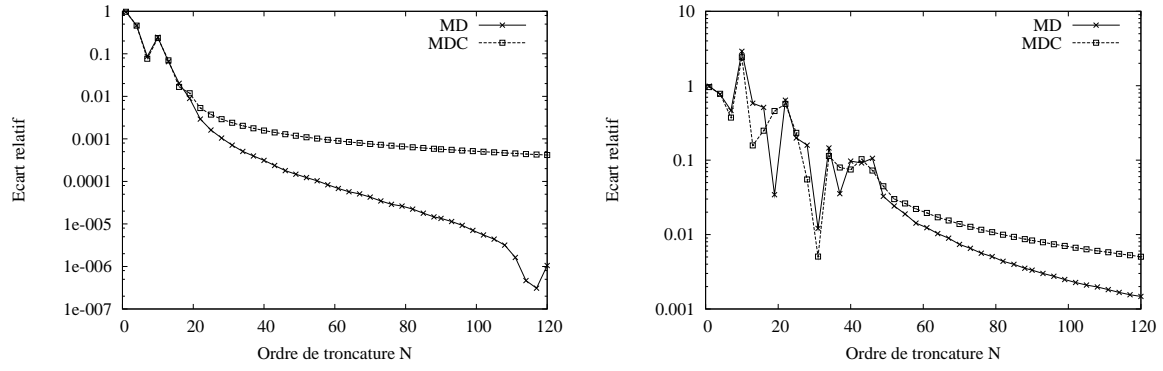 1
0.1
0.01
0.001
0.0001
1e-005
1e-006
1e-007
0 20 40 60 80 100 120
Ecart relatif
Ordre de troncature N
MD
MDC
10
1
0.1
0.01
0.001
0 20 40 60 80 100 120
Ecart relatif
Ordre de troncature N
MD
MDC